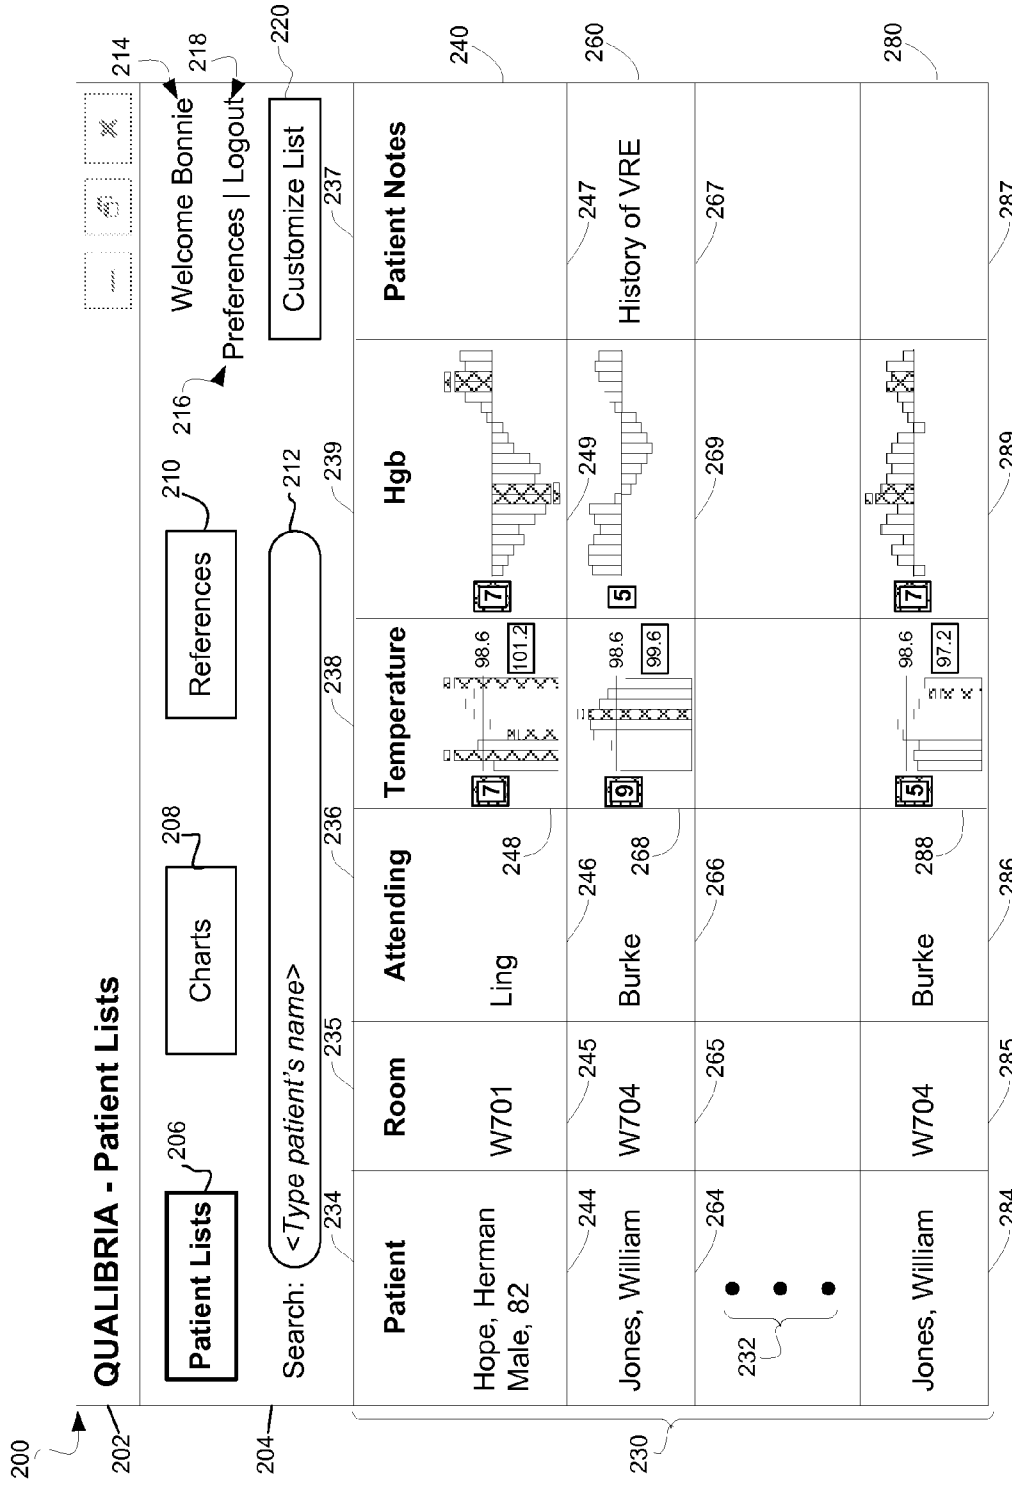 200
202
QUALIBRIA - Patient Lists
204
Patient Lists
206
Charts
208
References
210
Welcome Bonnie
214
216
Preferences | Logout
218
Search:
<Type patient's name>
212
Customize List
220
234
235
236
238
239
237
230
Patient
Room
Attending
Temperature
Hgb
Patient Notes
240
Hope, Herman
Male, 82
W701
Ling
7
98.6
101.2
7
248
244
245
246
249
247
Jones, William
W704
Burke
9
98.6
99.6
5
History of VRE
260
268
264
265
266
269
267
232
Jones, William
W704
Burke
5
98.6
97.2
7
280
288
284
285
286
289
287